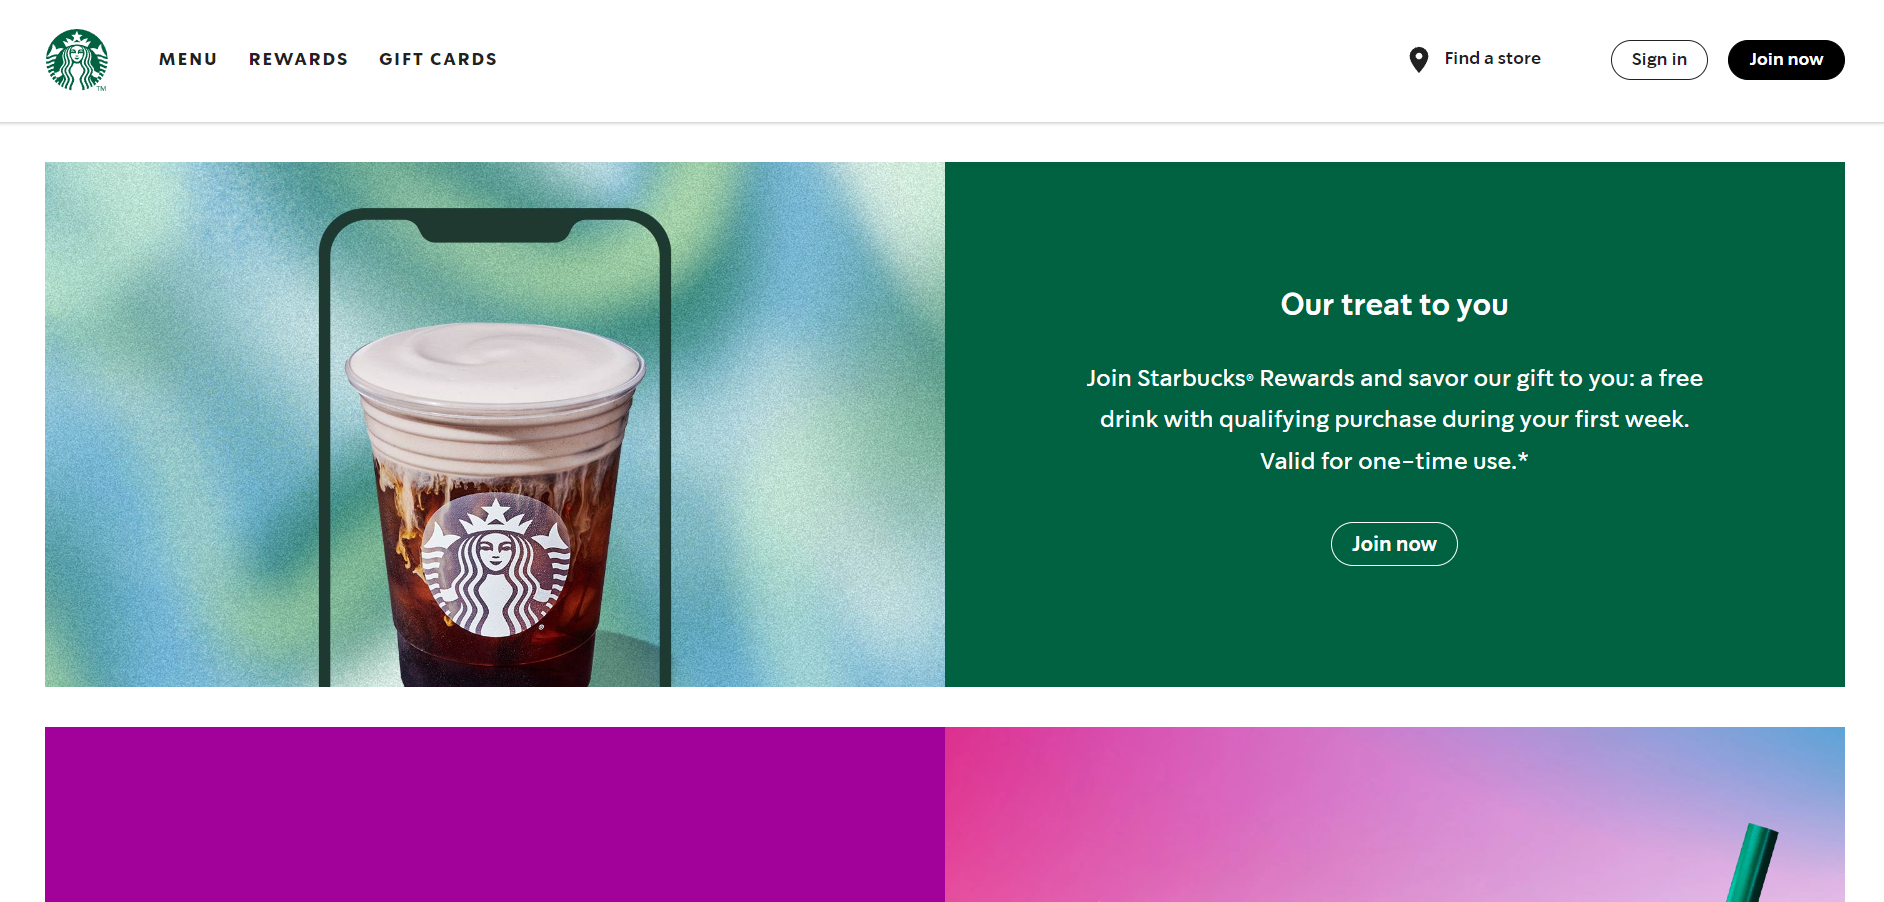 MENU REWARDS GIFT CARDS Find a store Sign in Join now
TM
Our treat to you
Join Starbucks® Rewards and savor our gift to you: a free
drink with qualifying purchase during your first week.
Valid for one-time use.*
Join now